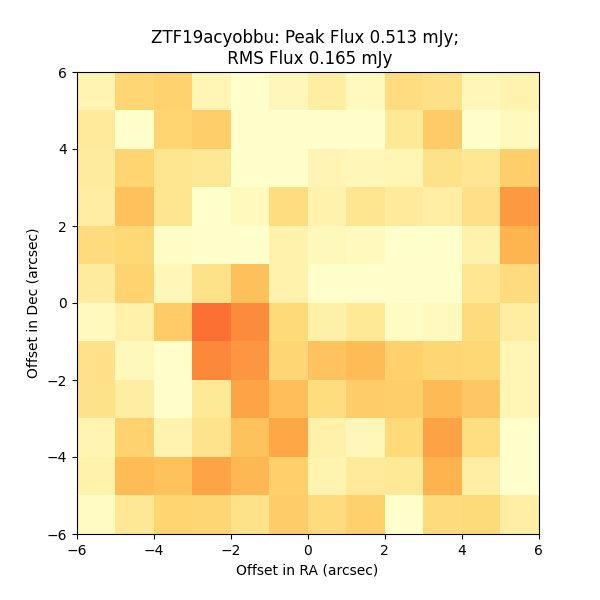 ZTF19acyobbu: Peak Flux 0.513 mJy;
RMS Flux 0.165 mJy
6
4
2
0
−2
−4
−6
Offset in Dec (arcsec)
−6 −4 −2 0 2 4 6
Offset in RA (arcsec)